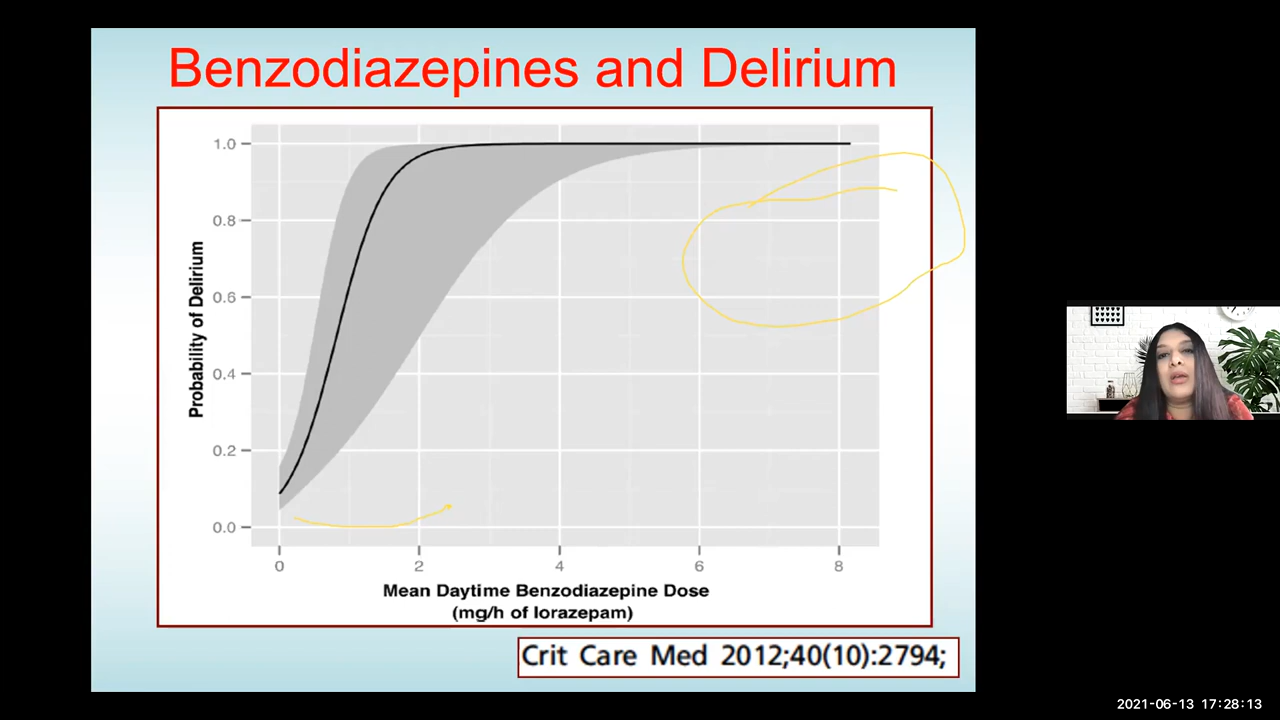 Benzodiazepines and Delirium
1.0
0.8
0.6
0.4
0.2
0.0
Probability of Delirium
0 2 4 6 8
Mean Daytime Benzodiazepine Dose
(mg/h of lorazepam)
Crit Care Med 2012;40(10):2794;
2021-06-13 17:28:13